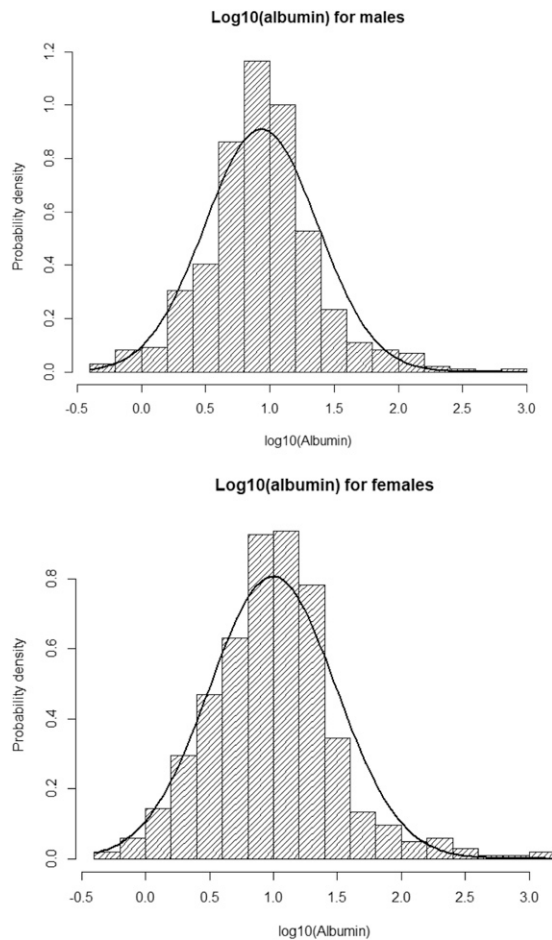 Log10(albumin) for males
Probability density
1.2
1.0
0.8
0.6
0.4
0.2
0.0
-0.5 0.0 0.5 1.0 1.5 2.0 2.5 3.0
log10(Albumin)
Log10(albumin) for females
Probability density
0.8
0.6
0.4
0.2
0.0
-0.5 0.0 0.5 1.0 1.5 2.0 2.5 3.0
log10(Albumin)